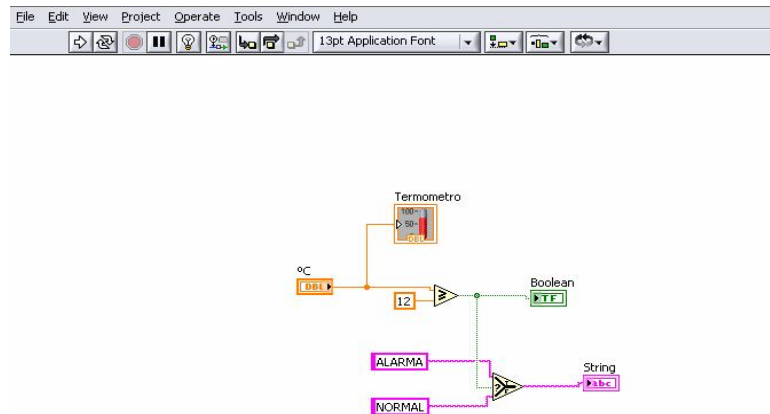 File Edit View Project Operate Tools Window Help
13pt Application Font
Termometro
100
50
DBL
ºC
DBL
12
Boolean
TF
ALARMA
String
abc
NORMAL